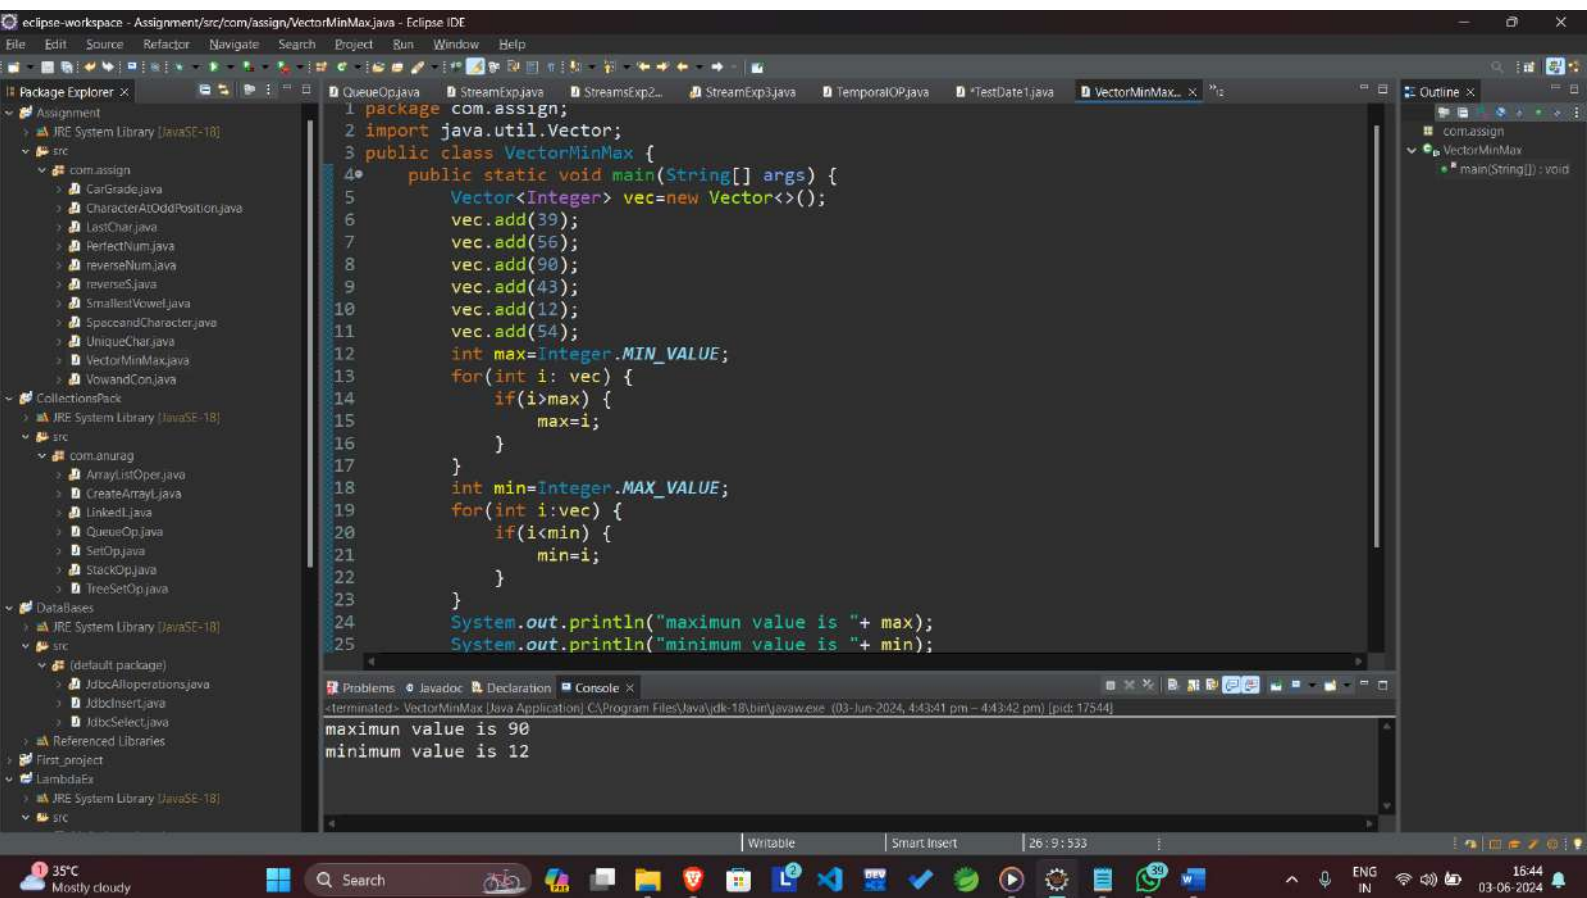 eclipse-workspace - Assignment/src/com/assign/VectorMinMax.java - Eclipse IDE
File Edit Source Refactor Navigate Search Project Run Window Help
Package Explorer ×
Assignment
JRE System Library [JavaSE-18]
src
com.assign
CarGrade.java
CharacterAtOddPosition.java
LastChar.java
PerfectNum.java
reverseNum.java
reverseS.java
SmallestVowel.java
SpaceandCharacter.java
UniqueChar.java
VectorMinMax.java
VowandCon.java
CollectionsPack
JRE System Library [JavaSE-18]
src
com.anurag
ArrayListOper.java
CreateArrayL.java
LinkedL.java
QueueOp.java
SetOp.java
StackOp.java
TreeSetOp.java
DataBases
JRE System Library [JavaSE-18]
src
(default package)
JdbcAlloperations.java
JdbcInsert.java
JdbcSelect.java
Referenced Libraries
First_project
LambdaEx
JRE System Library [JavaSE-18]
src
QueueOp.java StreamExp.java StreamsExp2... StreamExp3.java TemporalOP.java *TestDate1.java VectorMinMax... × »12
1 package com.assign;
2 import java.util.Vector;
3 public class VectorMinMax {
4 public static void main(String[] args) {
5 Vector<Integer> vec=new Vector<>();
6 vec.add(39);
7 vec.add(56);
8 vec.add(90);
9 vec.add(43);
10 vec.add(12);
11 vec.add(54);
12 int max=Integer.MIN_VALUE;
13 for(int i: vec) {
14 if(i>max) {
15 max=i;
16 }
17 }
18 int min=Integer.MAX_VALUE;
19 for(int i:vec) {
20 if(i<min) {
21 min=i;
22 }
23 }
24 System.out.println("maximun value is "+ max);
25 System.out.println("minimum value is "+ min);
Outline ×
com.assign
VectorMinMax
main(String[]) : void
Problems Javadoc Declaration Console ×
<terminated> VectorMinMax [Java Application] C:\Program Files\Java\jdk-18\bin\javaw.exe (03-Jun-2024, 4:43:41 pm – 4:43:42 pm) [pid: 17544]
maximun value is 90
minimum value is 12
Writable Smart Insert 26 : 9 : 533
1
35°C
Mostly cloudy
Search
PRE
L 2
DEV
39
W
ENG
IN
16:44
03-06-2024